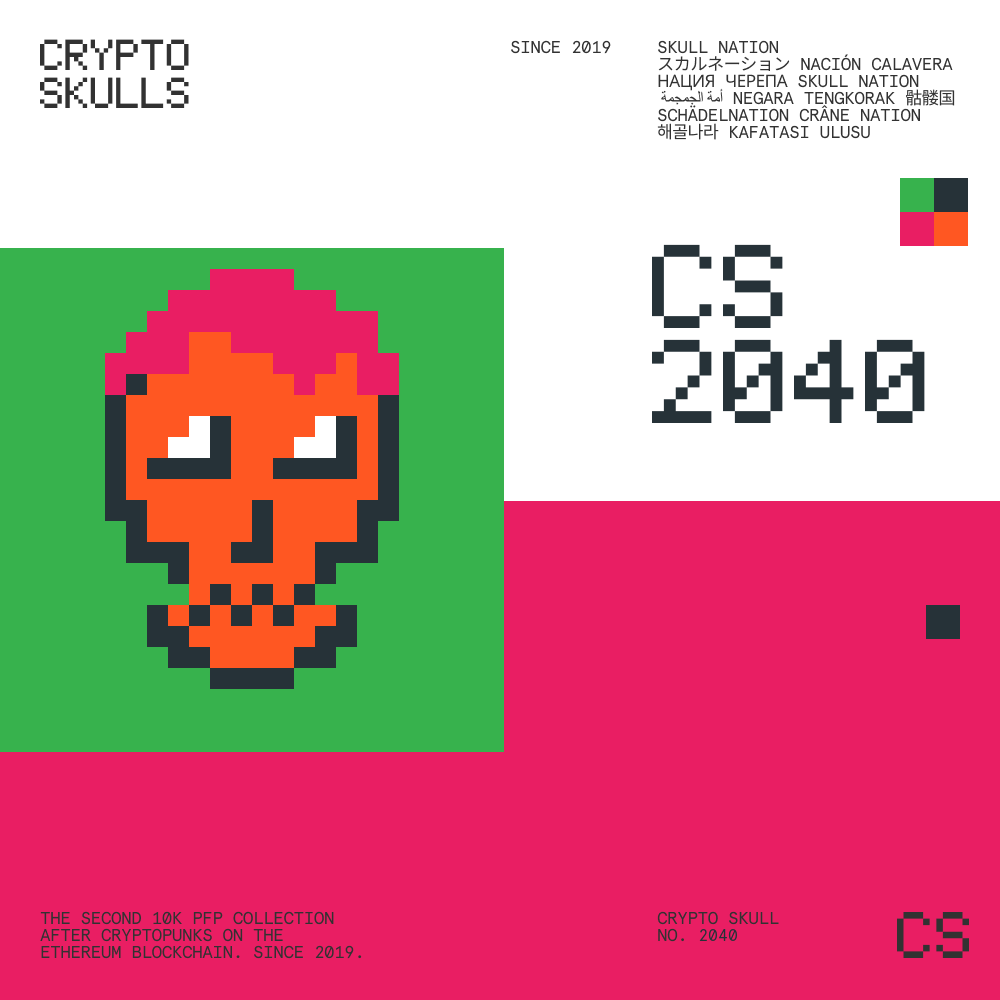 CRYPTO
SKULLS
SINCE 2019
SKULL NATION
スカルネーション NACIÓN CALAVERA
НАЦИЯ ЧЕРЕПА SKULL NATION
أمة الجمجمة NEGARA TENGKORAK 骷髅国
SCHÄDELNATION CRÂNE NATION
해골나라 KAFATASI ULUSU
CS
2040
THE SECOND 10K PFP COLLECTION
AFTER CRYPTOPUNKS ON THE
ETHEREUM BLOCKCHAIN. SINCE 2019.
CRYPTO SKULL
NO. 2040
CS